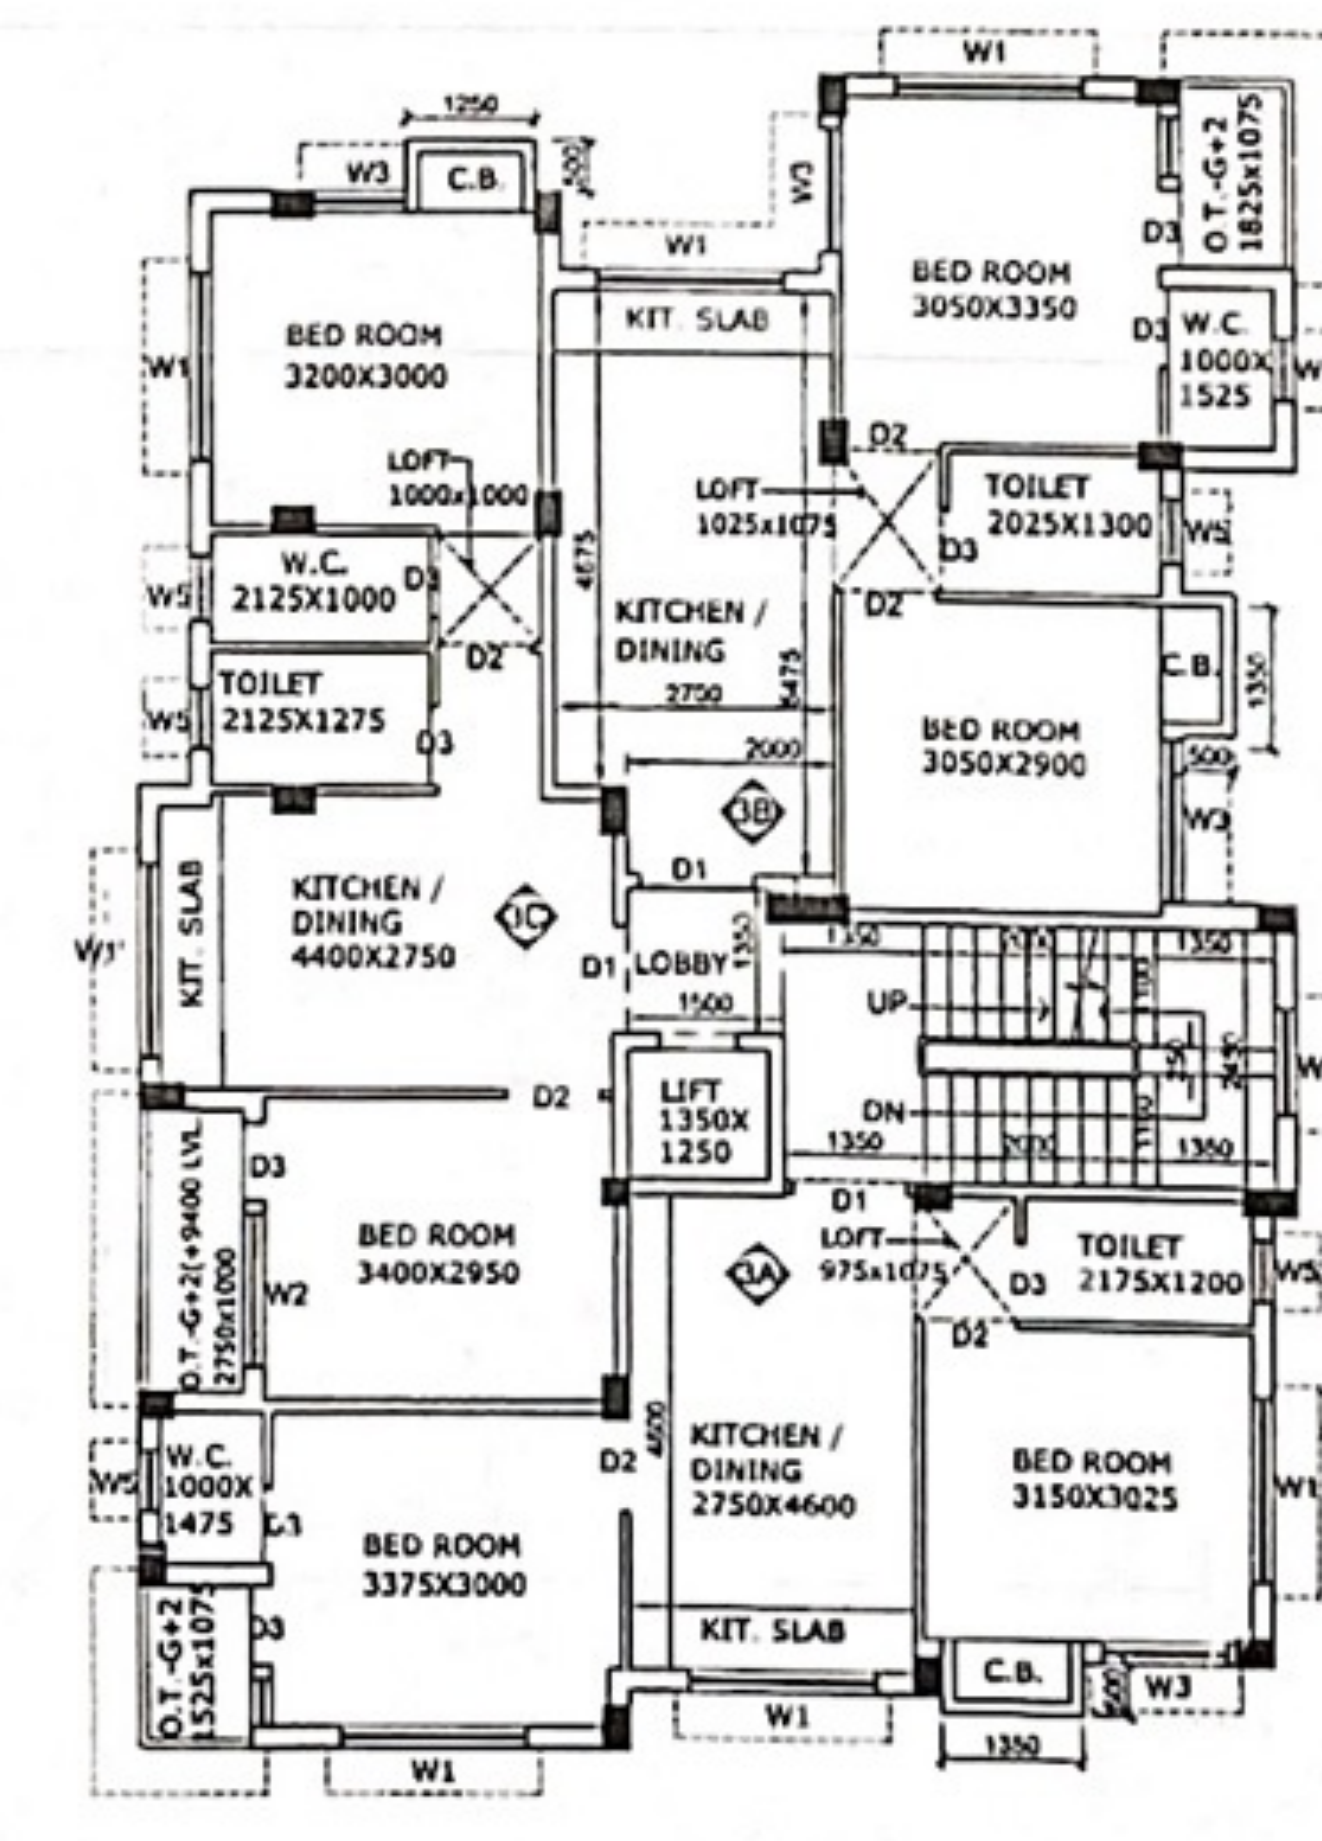 W1
1250
W3
C.B.
500
W3
W1
O.T.-G+2
1825x1075
D3
BED ROOM
3050X3350
KIT. SLAB
D3
W.C.
1000X
1525
W1
BED ROOM
3200X3000
D2
LOFT
1000x1000
LOFT
1025x1075
TOILET
2025X1300
D3
W5
W5
W.C.
2125X1000
4675
D2
KITCHEN /
DINING
D2
C.B.
1350
W5
TOILET
2125X1275
D3
2750
BED ROOM
3050X2900
2000
500
3B
W3
D1
KIT. SLAB
KITCHEN /
DINING
4400X2750
3C
W1
D1
LOBBY
1350
1500
1350
1350
UP
250
2450
LIFT
1350X
1250
D2
DN
1350
1350
D3
O.T.-G+2(+9400 LVL.
2750x1000
BED ROOM
3400X2950
W2
D1
LOFT
975x1075
3A
D3
TOILET
2175X1200
W5
D2
4600
KITCHEN /
DINING
2750X4600
BED ROOM
3150X3025
W1
D2
W5
W.C.
1000X
1475
D3
BED ROOM
3375X3000
O.T.-G+2
1525x1075
D3
KIT. SLAB
C.B.
500
W3
W1
1350
W1